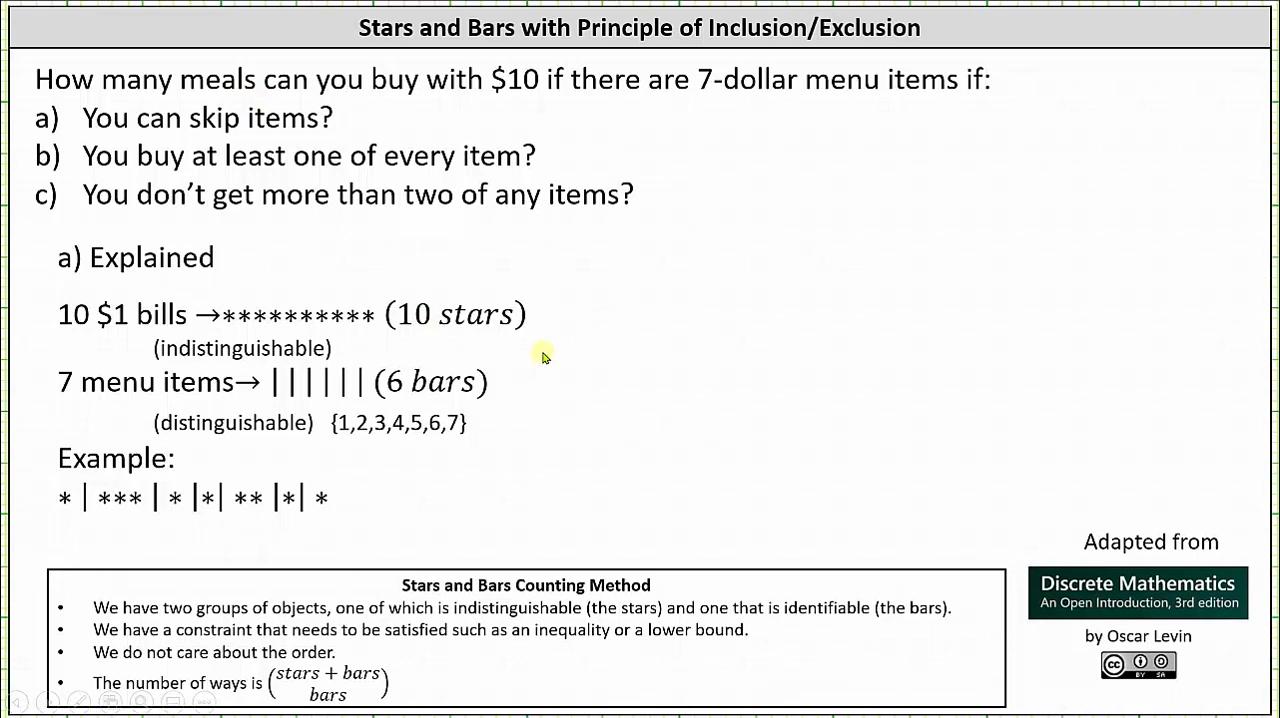 Stars and Bars with Principle of Inclusion/Exclusion
How many meals can you buy with $10 if there are 7-dollar menu items if:
a) You can skip items?
b) You buy at least one of every item?
c) You don’t get more than two of any items?
a) Explained
10 $1 bills →********** (10 stars)
(indistinguishable)
7 menu items→ | | | | | | (6 bars)
(distinguishable) {1,2,3,4,5,6,7}
Example:
* | *** | * |*| ** |*| *
Adapted from
Discrete Mathematics
An Open Introduction, 3rd edition
by Oscar Levin
CC BY SA
Stars and Bars Counting Method
• We have two groups of objects, one of which is indistinguishable (the stars) and one that is identifiable (the bars).
• We have a constraint that needs to be satisfied such as an inequality or a lower bound.
• We do not care about the order.
• The number of ways is (stars + bars
bars)